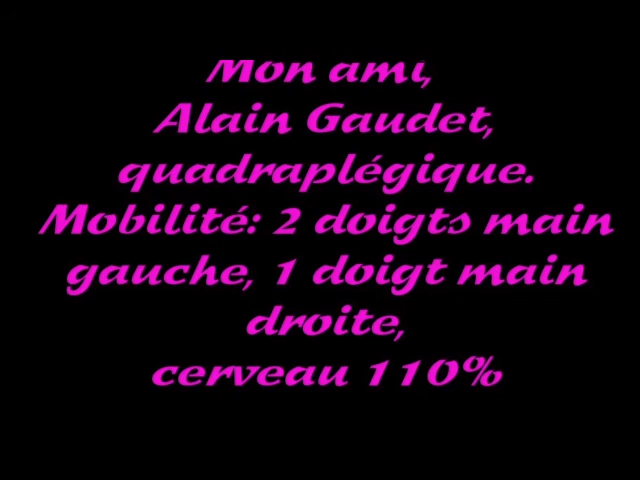 Mon ami,
Alain Gaudet,
quadraplégique.
Mobilité: 2 doigts main
gauche, 1 doigt main
droite,
cerveau 110%